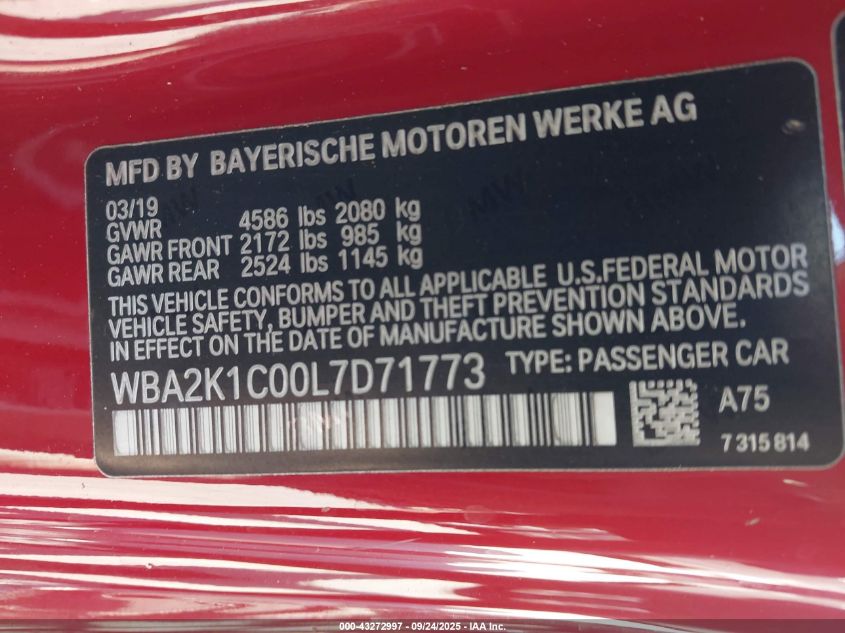 MFD BY BAYERISCHE MOTOREN WERKE AG
03/19
GVWR 4586 lbs 2080 kg
GAWR FRONT 2172 lbs 985 kg
GAWR REAR 2524 lbs 1145 kg
THIS VEHICLE CONFORMS TO ALL APPLICABLE U.S.FEDERAL MOTOR
VEHICLE SAFETY, BUMPER AND THEFT PREVENTION STANDARDS
IN EFFECT ON THE DATE OF MANUFACTURE SHOWN ABOVE.
WBA2K1C00L7D71773 TYPE: PASSENGER CAR
A75
7 315 814
000-43272997 - 09/24/2025 - IAA Inc.